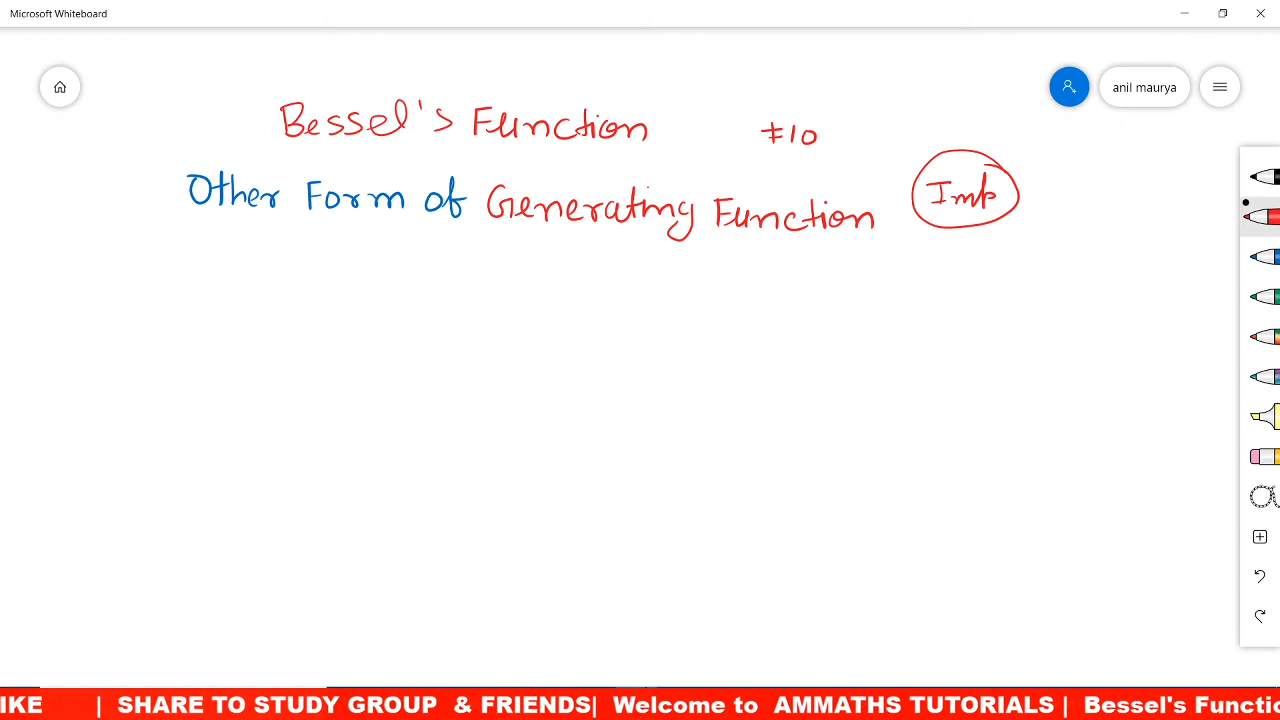 Microsoft Whiteboard
anil maurya
Bessel's Function #10
Other Form of Generating Function Imp
IKE | SHARE TO STUDY GROUP & FRIENDS| Welcome to AMMATHS TUTORIALS | Bessel's Functi